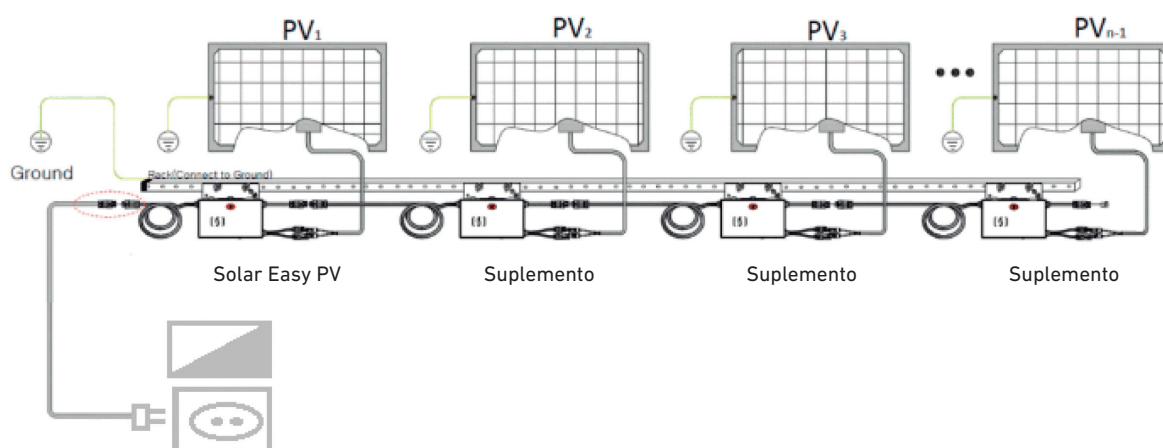 PV1
PV2
PV3
PVn-1
Ground
Rack(Connect to Ground)
(§)
(§)
(§)
(§)
Solar Easy PV
Suplemento
Suplemento
Suplemento